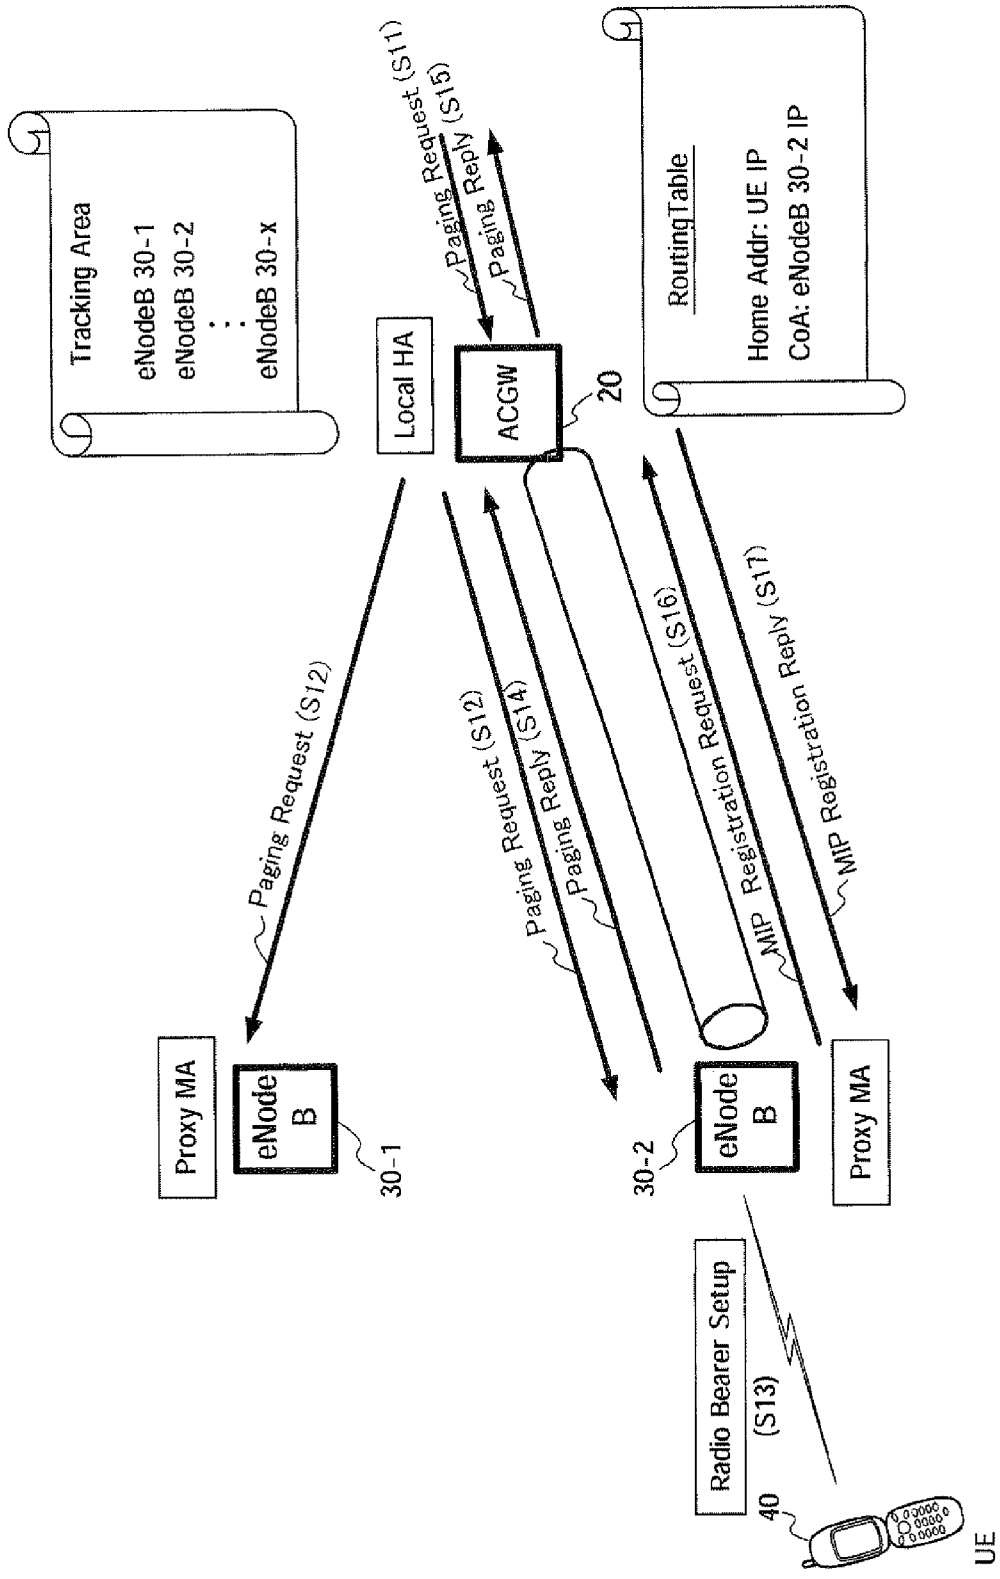 Tracking Area
eNodeB 30-1
eNodeB 30-2
⋮
eNodeB 30-x
Paging Request (S11)
Paging Reply (S15)
Local HA
ACGW
20
RoutingTable
Home Addr: UE IP
CoA: eNodeB 30-2 IP
Paging Request (S12)
Paging Request (S12)
Paging Reply (S14)
MIP Registration Request (S16)
MIP Registration Reply (S17)
Proxy MA
eNode
B
30-1
30-2
eNode
B
Proxy MA
Radio Bearer Setup
(S13)
40
UE